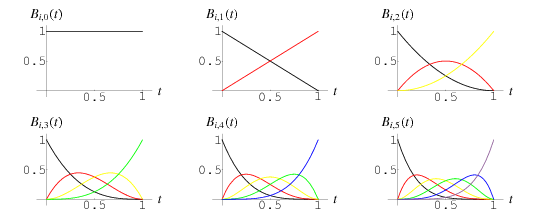 B_{i,0}(t) B_{i,1}(t) B_{i,2}(t)
1 1 1
0.5 0.5 0.5
0.5 1 t 0.5 1 t 0.5 1 t
B_{i,3}(t) B_{i,4}(t) B_{i,5}(t)
1 1 1
0.5 0.5 0.5
0.5 1 t 0.5 1 t 0.5 1 t